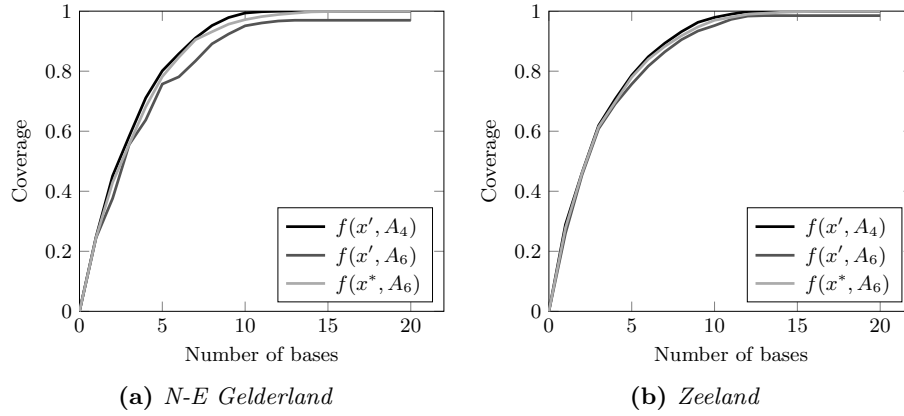 1
0.8
0.6
0.4
0.2
0
Coverage
0 5 10 15 20
Number of bases
f(x′, A₄)
f(x′, A₆)
f(x*, A₆)
(a) N-E Gelderland
1
0.8
0.6
0.4
0.2
0
Coverage
0 5 10 15 20
Number of bases
f(x′, A₄)
f(x′, A₆)
f(x*, A₆)
(b) Zeeland